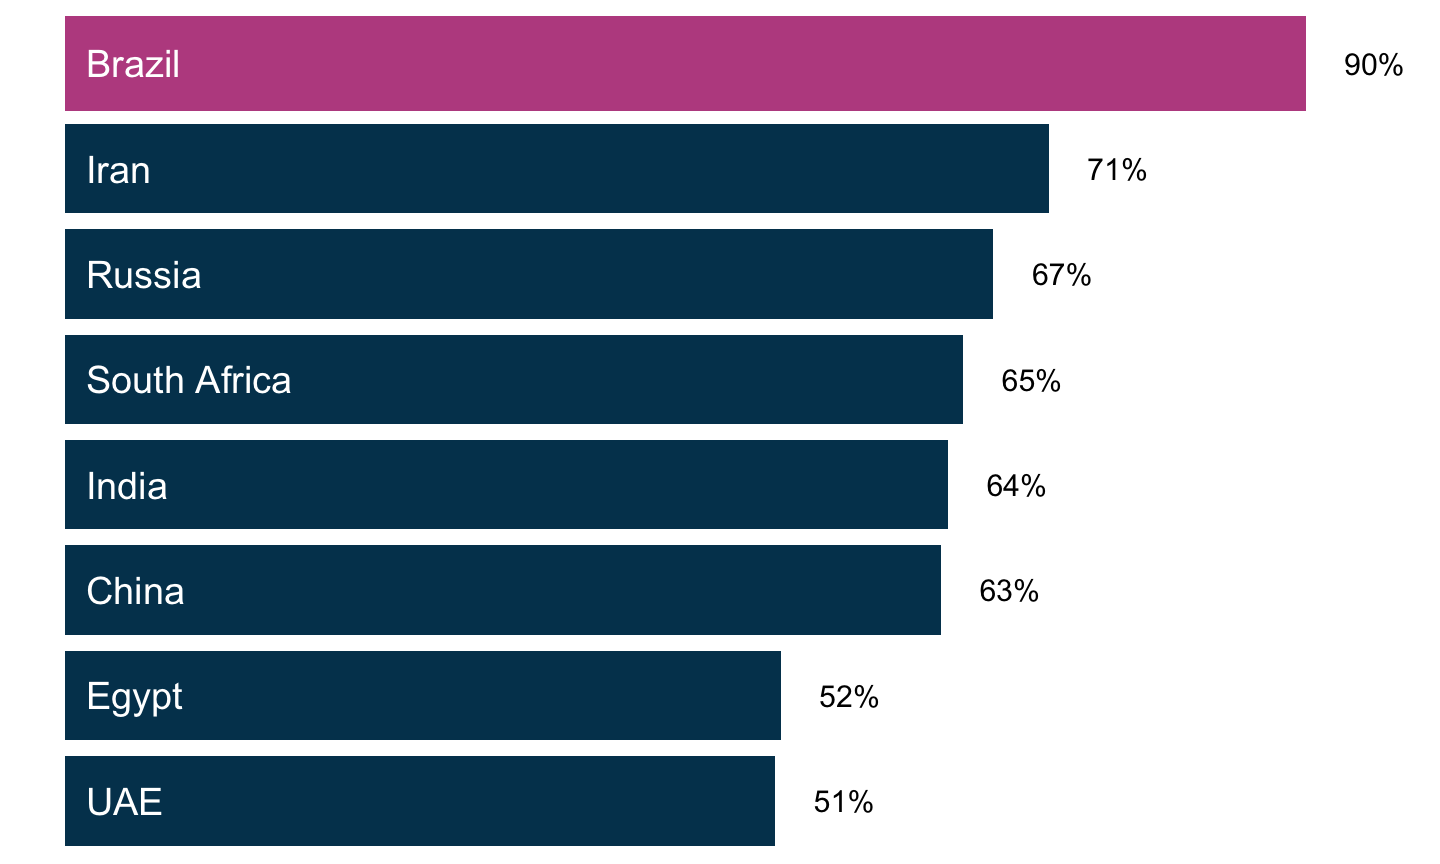 Brazil 90%
Iran 71%
Russia 67%
South Africa 65%
India 64%
China 63%
Egypt 52%
UAE 51%